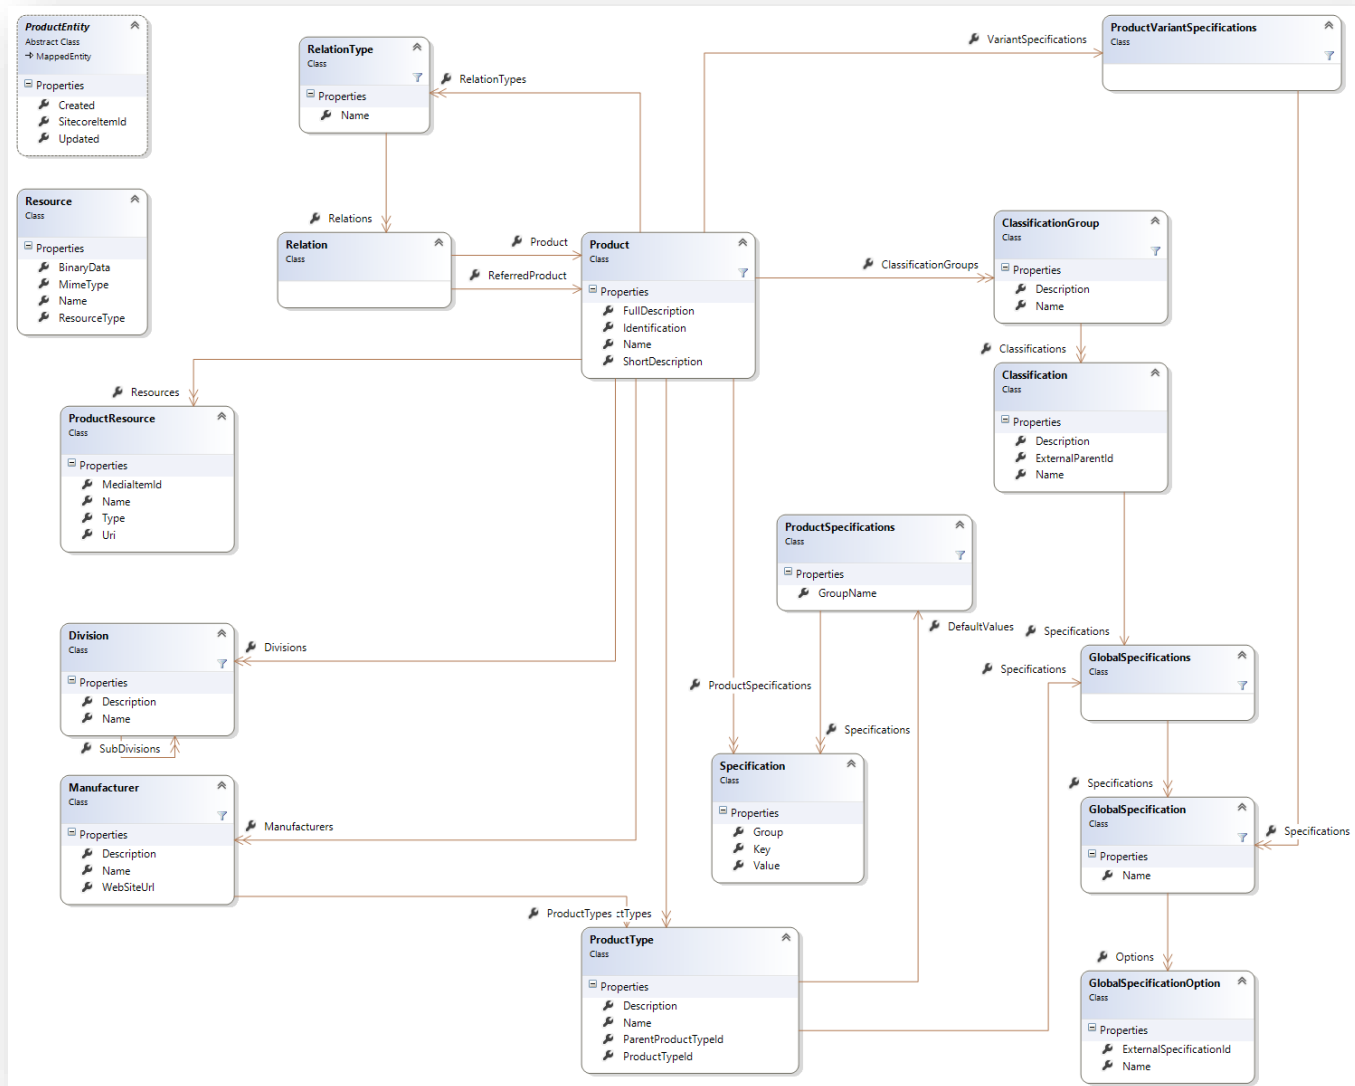 ProductEntity
Abstract Class
MappedEntity
Properties
Created
SitecoreItemId
Updated
RelationType
Class
Properties
Name
RelationTypes
VariantSpecifications
ProductVariantSpecifications
Class
Resource
Class
Properties
BinaryData
MimeType
Name
ResourceType
Relations
Relation
Class
Product
ReferredProduct
Product
Class
Properties
FullDescription
Identification
Name
ShortDescription
ClassificationGroups
ClassificationGroup
Class
Properties
Description
Name
Classifications
Classification
Class
Properties
Description
ExternalParentId
Name
Resources
ProductResource
Class
Properties
MediaItemId
Name
Type
Uri
ProductSpecifications
Class
Properties
GroupName
DefaultValues
Specifications
Division
Class
Properties
Description
Name
SubDivisions
Divisions
ProductSpecifications
Specifications
Specifications
GlobalSpecifications
Class
Specification
Class
Properties
Group
Key
Value
Manufacturer
Class
Properties
Description
Name
WebSiteUrl
Manufacturers
Specifications
GlobalSpecification
Class
Properties
Name
Specifications
ProductTypes
ctTypes
ProductType
Class
Properties
Description
Name
ParentProductTypeId
ProductTypeId
Options
GlobalSpecificationOption
Class
Properties
ExternalSpecificationId
Name